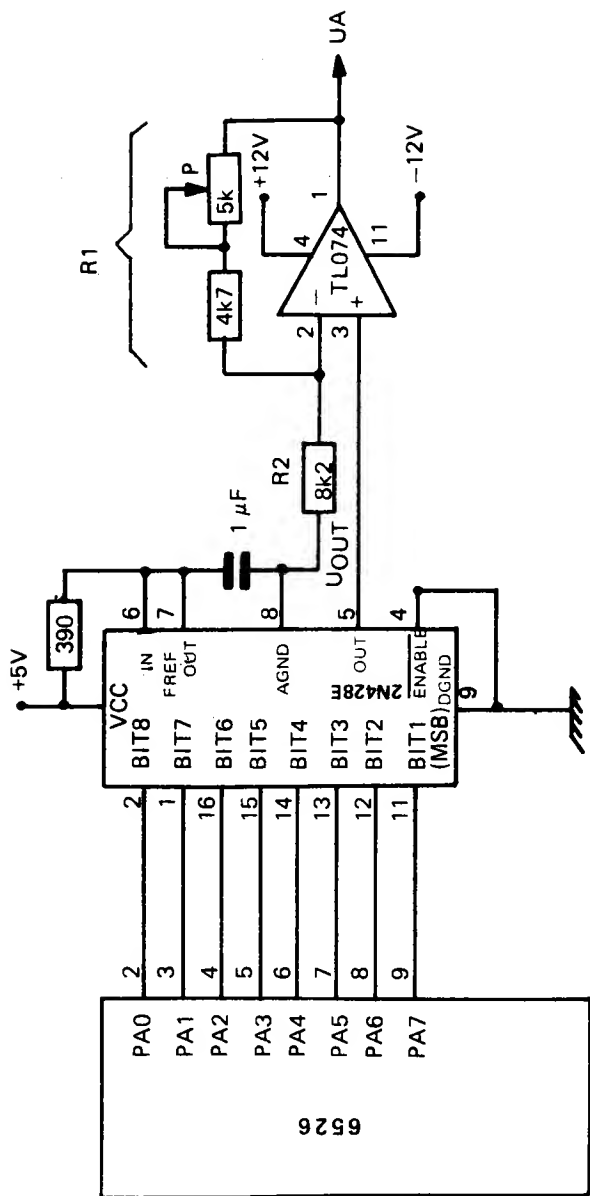 6526
PA0
PA1
PA2
PA3
PA4
PA5
PA6
PA7
2
3
4
5
6
7
8
9
2
1
16
15
14
13
12
11
+5V
390
VCC
BIT8
BIT7
BIT6
BIT5
BIT4
BIT3
BIT2
BIT1
(MSB)
IN
FREF
OUT
AGND
OUT
2N428E
ENABLE
DGND
6
7
8
5
4
9
1 µF
UOUT
R2
8k2
R1
4k7
P
5k
2
3
−
+
TL074
4
11
1
+12V
−12V
UA